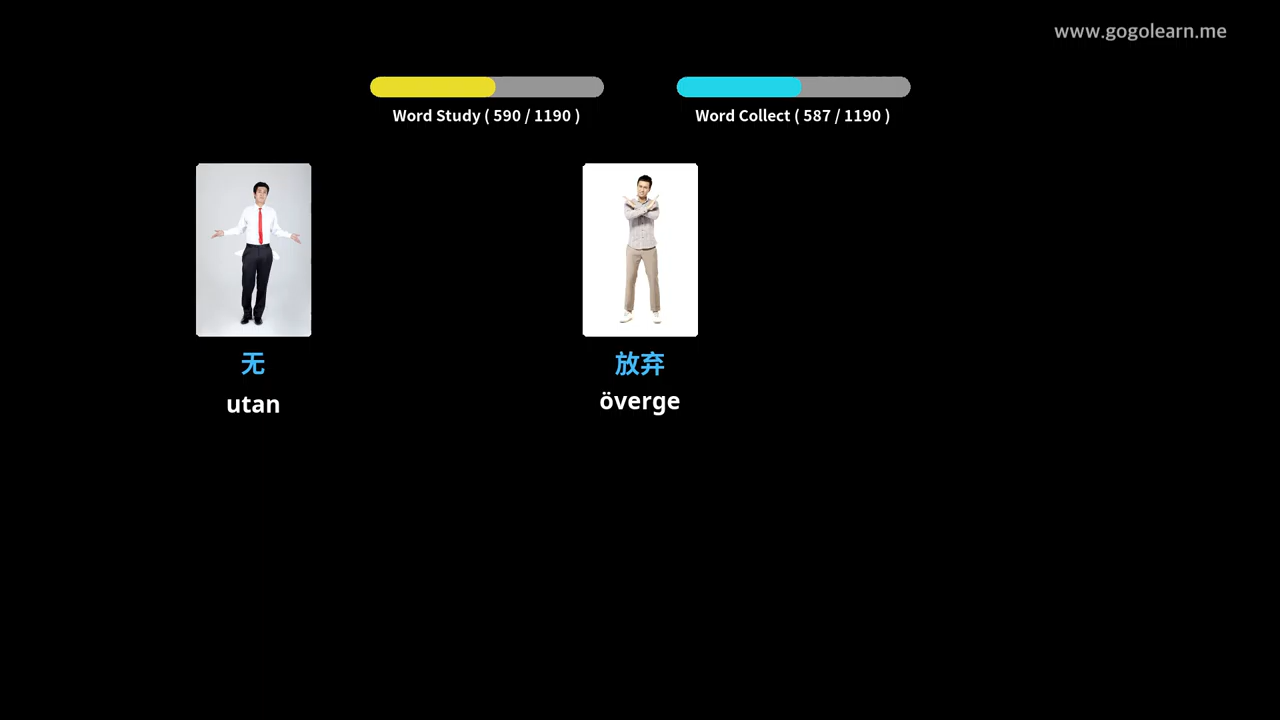 www.gogolearn.me
Word Study ( 590 / 1190 )
Word Collect ( 587 / 1190 )
无
utan
放弃
överge